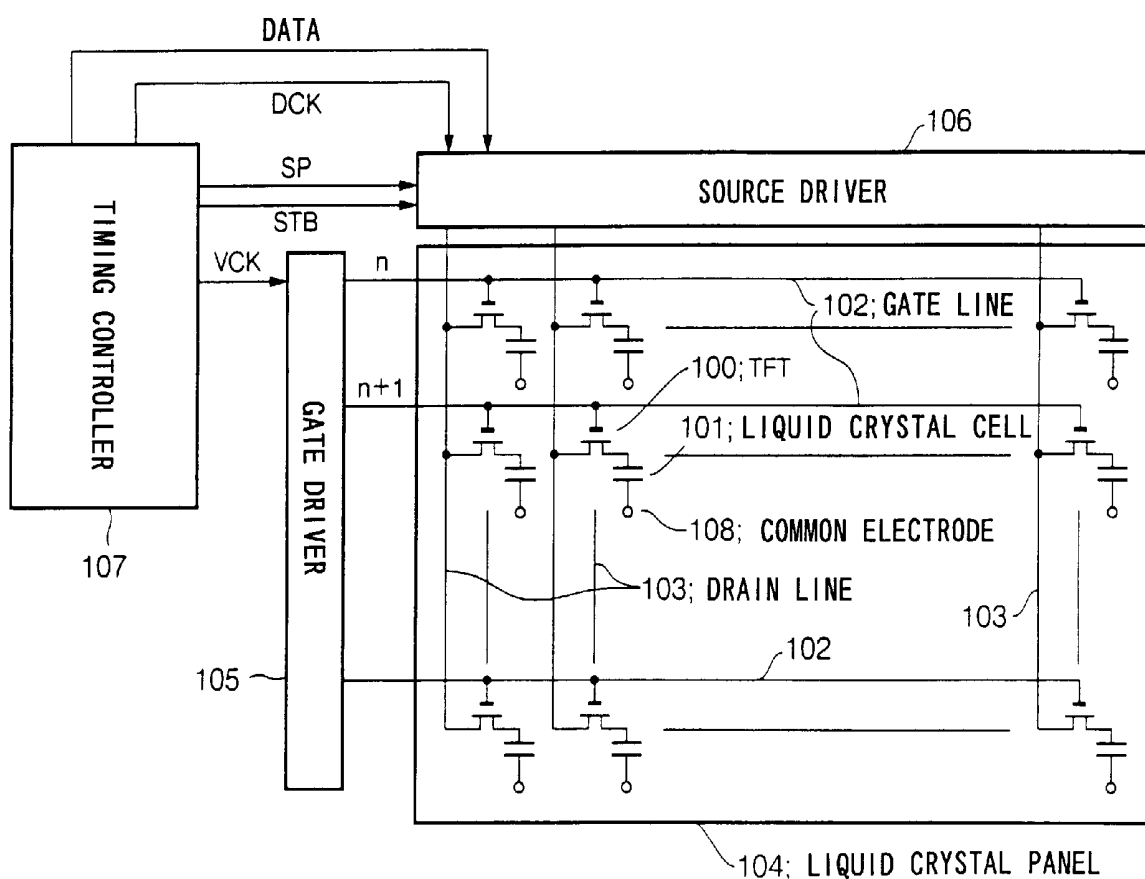 DATA
DCK
106
SP
SOURCE DRIVER
STB
TIMING CONTROLLER
VCK
n
102; GATE LINE
100; TFT
n+1
101; LIQUID CRYSTAL CELL
GATE DRIVER
108; COMMON ELECTRODE
107
103; DRAIN LINE
103
102
105
104; LIQUID CRYSTAL PANEL